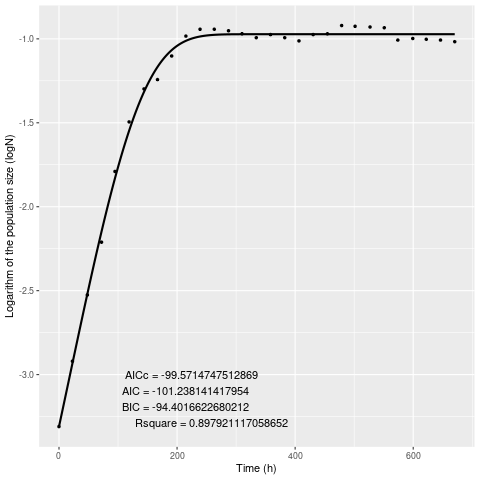 Logarithm of the population size (logN)
-1.0
-1.5
-2.0
-2.5
-3.0
AICc = -99.5714747512869
AIC = -101.238141417954
BIC = -94.4016622680212
Rsquare = 0.897921117058652
0 200 400 600
Time (h)